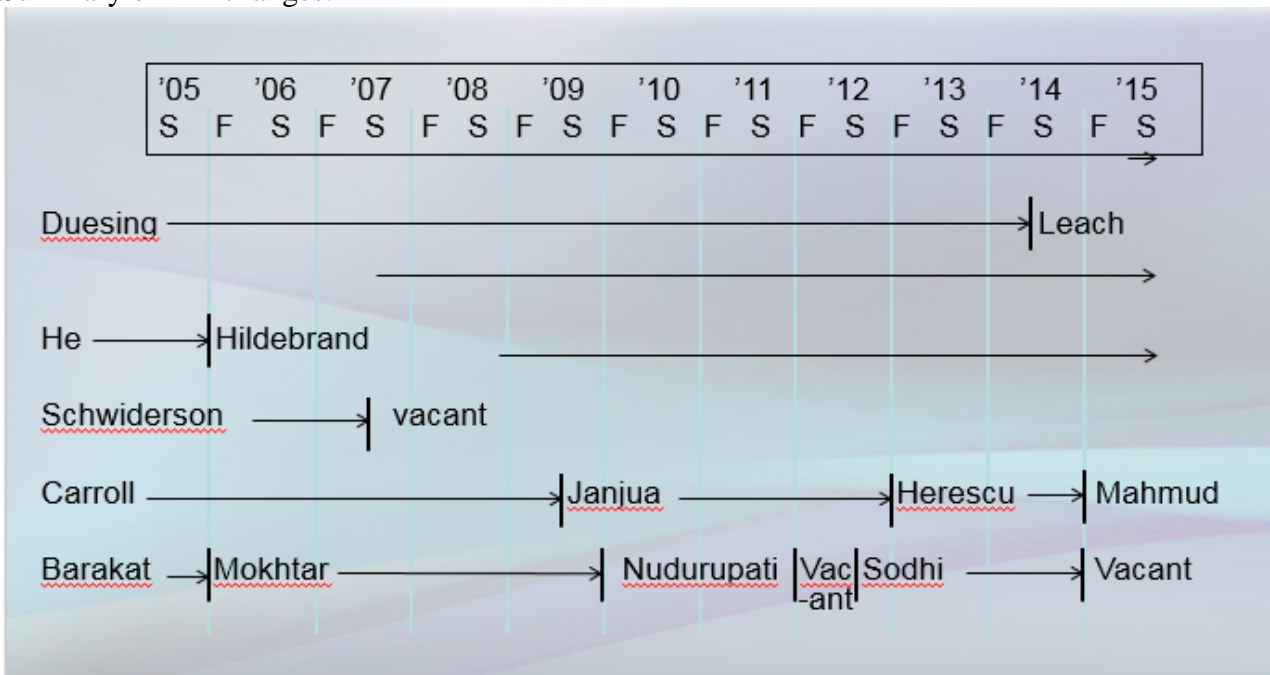 '05 '06 '07 '08 '09 '10 '11 '12 '13 '14 '15
S F S F S F S F S F S F S F S F S F S F S
Duesing Leach
He Hildebrand
Schwiderson vacant
Carroll Janjua Herescu Mahmud
Barakat Mokhtar Nudurupati Vac Sodhi Vacant
-ant